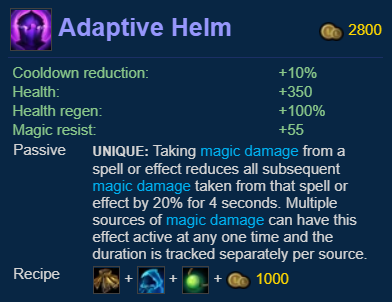 Adaptive Helm 2800
Cooldown reduction: +10%
Health: +350
Health regen: +100%
Magic resist: +55
Passive UNIQUE: Taking magic damage from a
spell or effect reduces all subsequent
magic damage taken from that spell or
effect by 20% for 4 seconds. Multiple
sources of magic damage can have this
effect active at any one time and the
duration is tracked separately per source.
Recipe + + + 1000